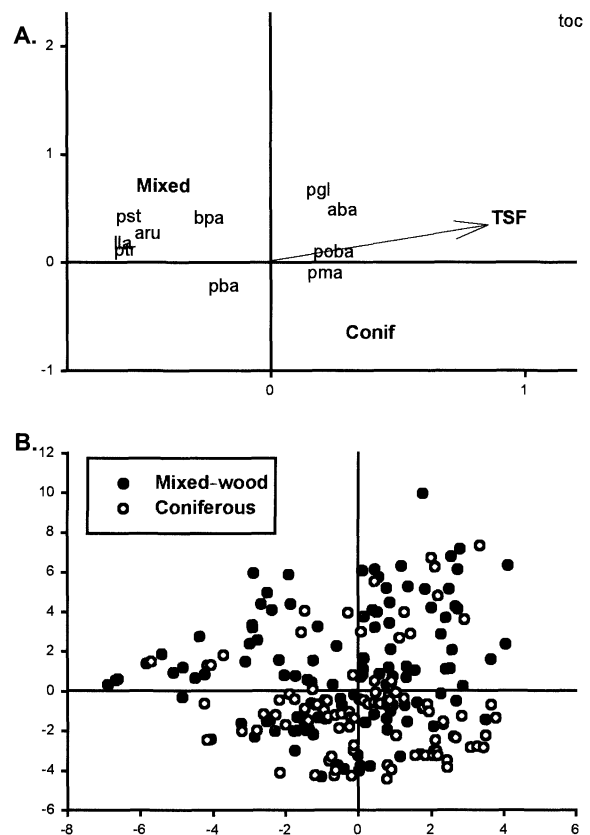 A.
toc
2
1
Mixed
pgl
pst
bpa
aba
TSF
aru
lla
ptr
poba
0
pma
pba
Conif
-1
0
1
B.
12
Mixed-wood
10
Coniferous
8
6
4
2
0
-2
-4
-6
-8 -6 -4 -2 0 2 4 6